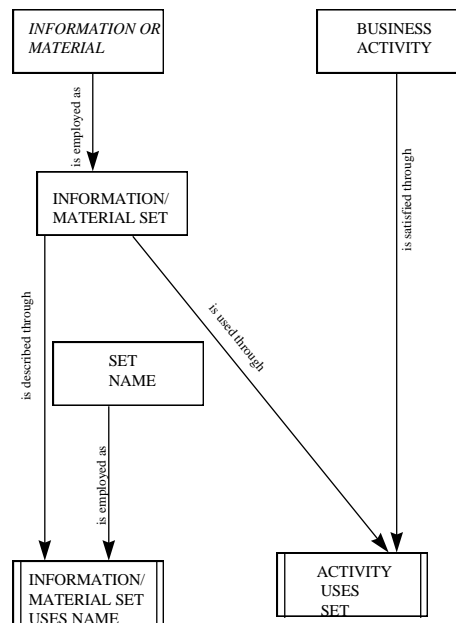 INFORMATION OR
MATERIAL
BUSINESS
ACTIVITY
is employed as
is satisfied through
INFORMATION/
MATERIAL SET
is described through
is used through
SET
NAME
is employed as
INFORMATION/
MATERIAL SET
USES NAME
ACTIVITY
USES
SET